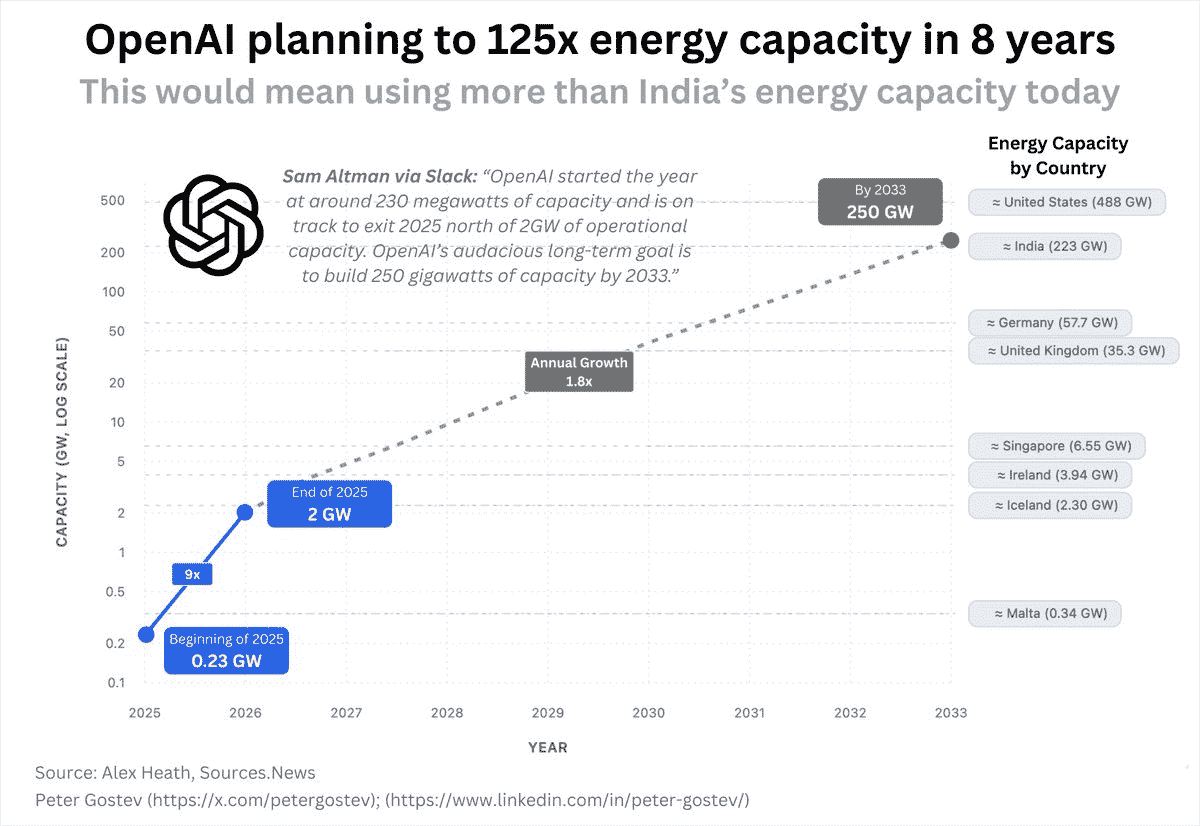 OpenAI planning to 125x energy capacity in 8 years
This would mean using more than India's energy capacity today
Energy Capacity
by Country
Sam Altman via Slack: “OpenAI started the year
at around 230 megawatts of capacity and is on
track to exit 2025 north of 2GW of operational
capacity. OpenAI's audacious long-term goal is
to build 250 gigawatts of capacity by 2033.”
By 2033
250 GW
≈ United States (488 GW)
≈ India (223 GW)
≈ Germany (57.7 GW)
≈ United Kingdom (35.3 GW)
≈ Singapore (6.55 GW)
≈ Ireland (3.94 GW)
≈ Iceland (2.30 GW)
≈ Malta (0.34 GW)
Annual Growth
1.8x
End of 2025
2 GW
9x
Beginning of 2025
0.23 GW
CAPACITY (GW, LOG SCALE)
500
200
100
50
20
10
5
2
1
0.5
0.2
0.1
2025 2026 2027 2028 2029 2030 2031 2032 2033
YEAR
Source: Alex Heath, Sources.News
Peter Gostev (https://x.com/petergostev); (https://www.linkedin.com/in/peter-gostev/)